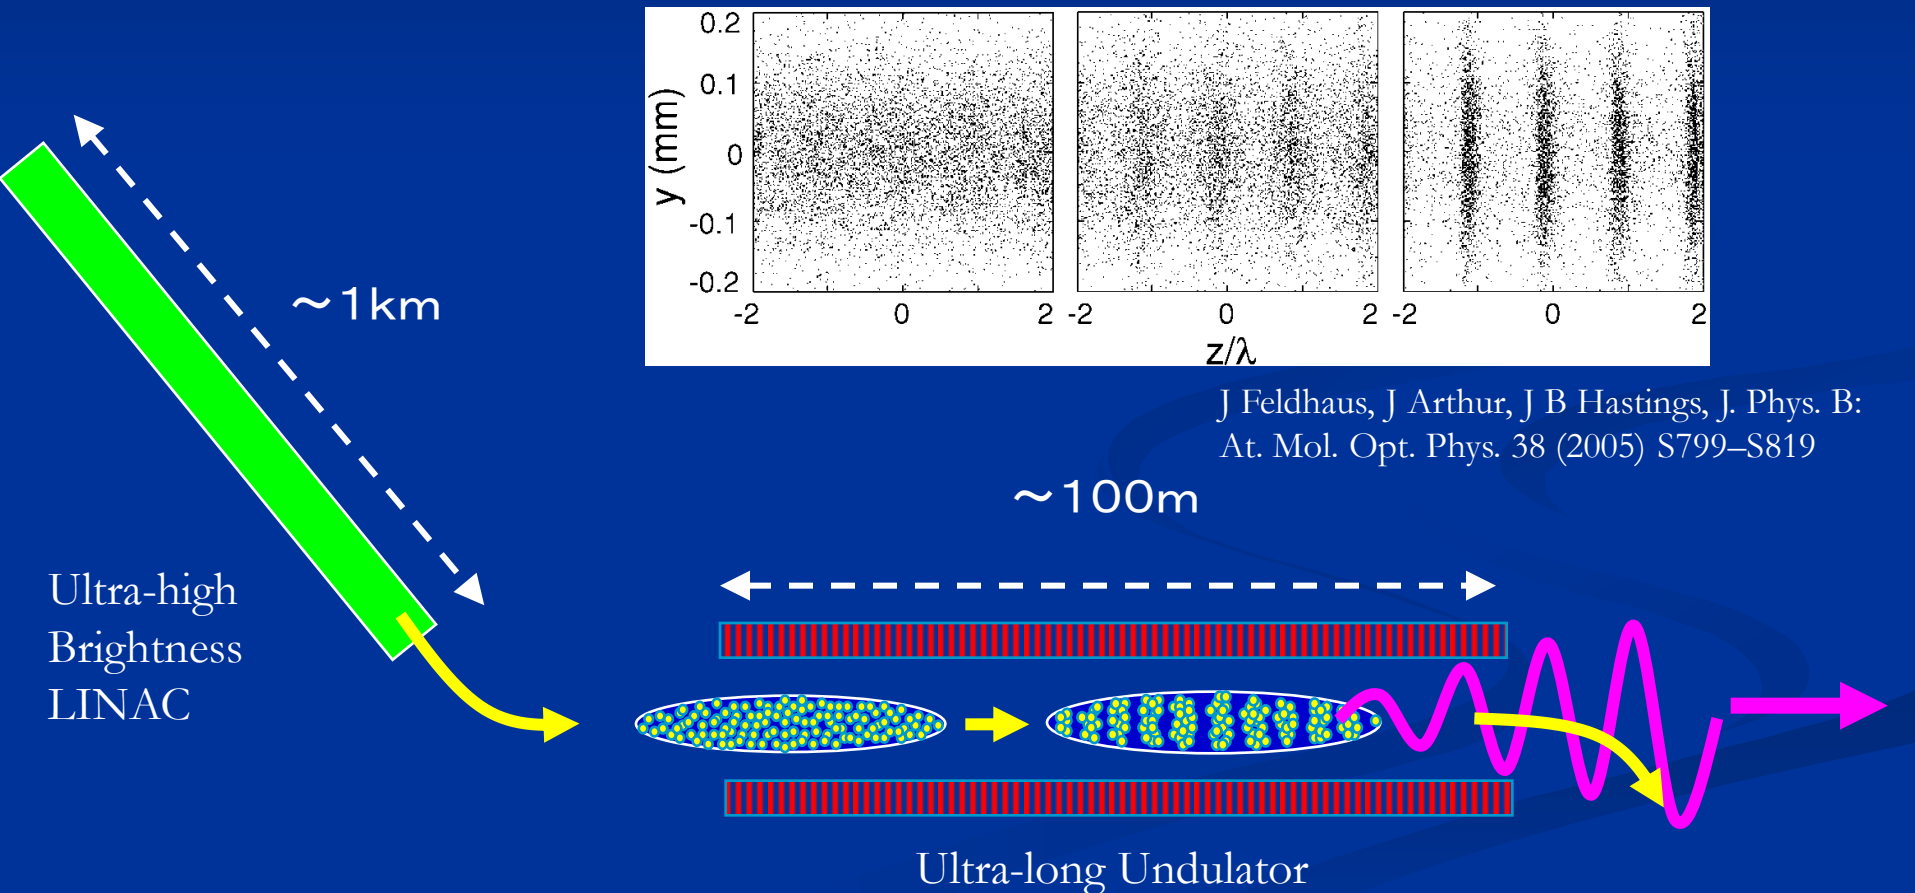 0.2
0.1
0
-0.1
-0.2
y (mm)
-2 0 2 -2 0 2 -2 0 2
z/λ
～1km
J Feldhaus, J Arthur, J B Hastings, J. Phys. B:
At. Mol. Opt. Phys. 38 (2005) S799–S819
～100m
Ultra-high
Brightness
LINAC
Ultra-long Undulator